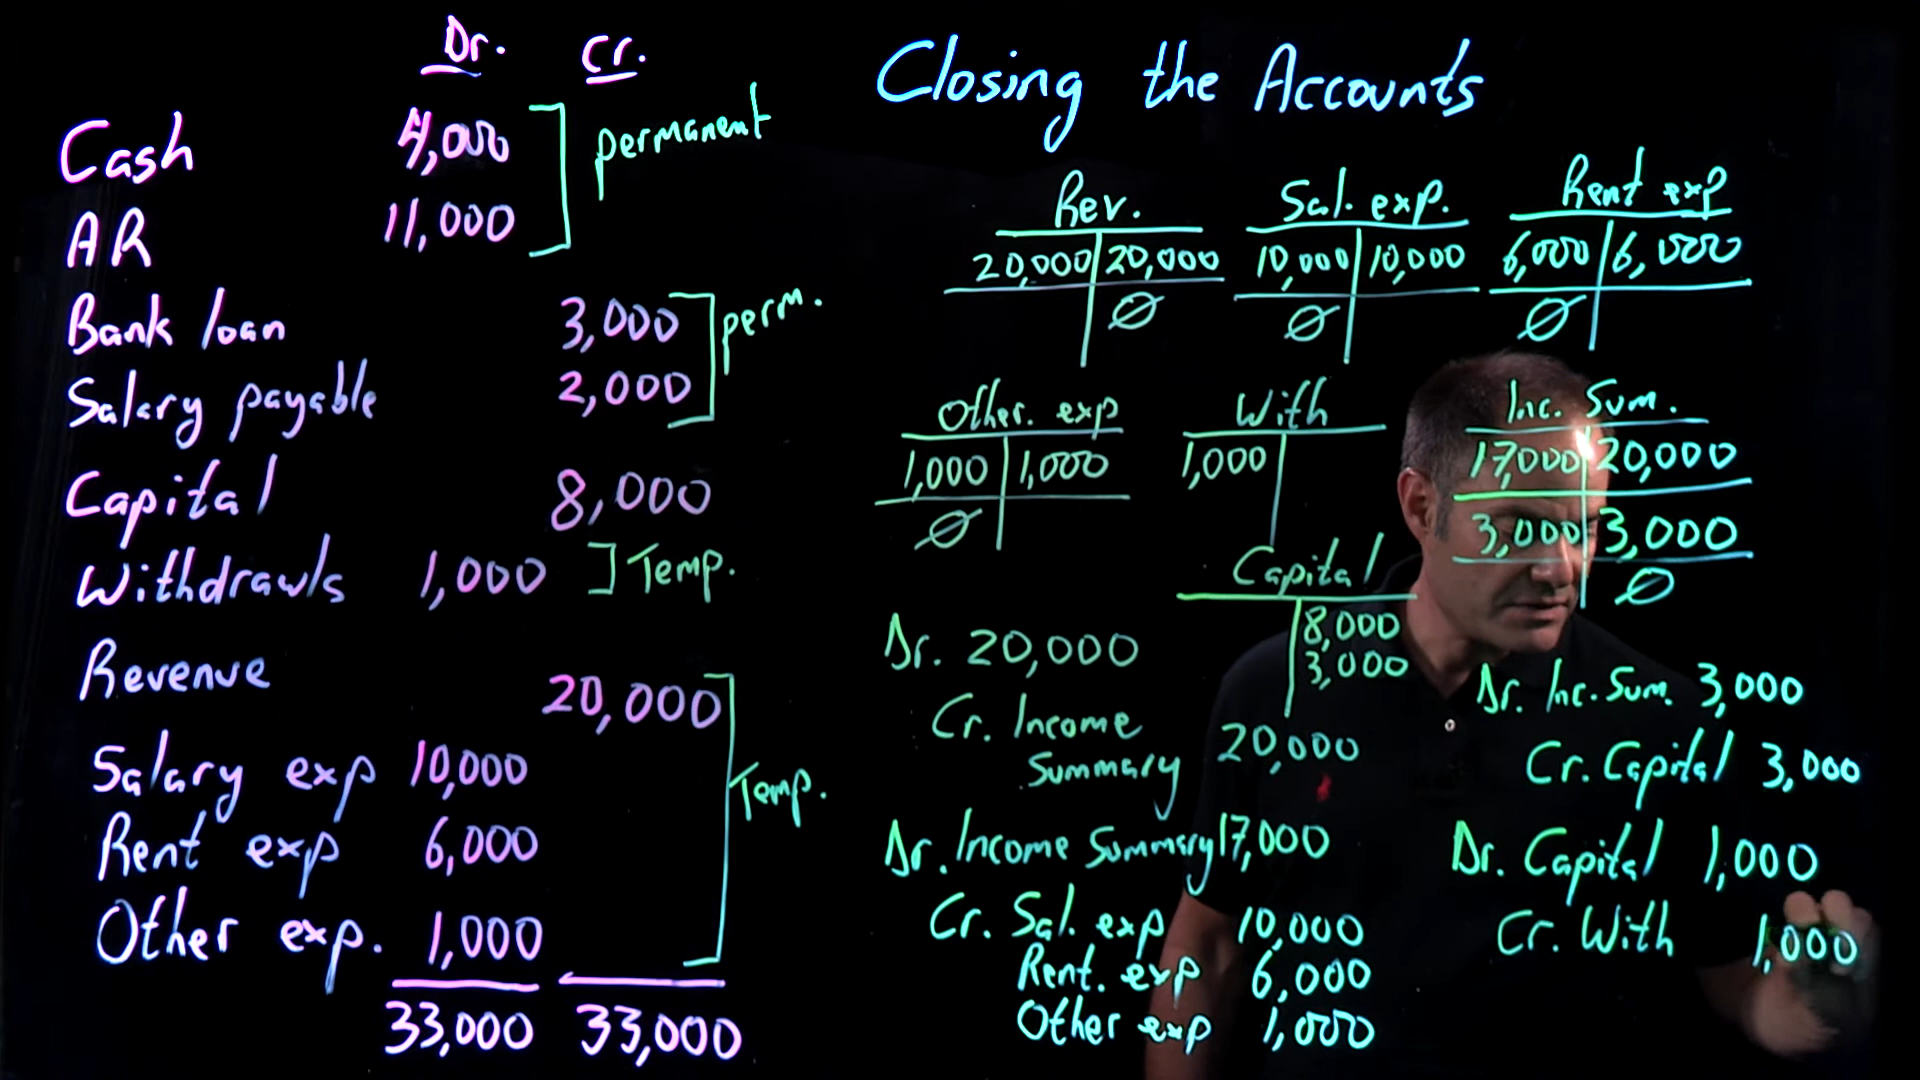 Dr. Cr.
Cash 4,000
AR 11,000
permanent
Bank loan 3,000
Salary payable 2,000
perm.
Capital 8,000
Withdrawls 1,000 Temp.
Revenue 20,000
Salary exp 10,000
Rent exp 6,000
Other exp. 1,000
Temp.
33,000 33,000
Closing the Accounts
Rev.
20,000 20,000
Ø
Sal. exp.
10,000 10,000
Ø
Rent exp
6,000 6,000
Ø
Other. exp
1,000 1,000
Ø
With
1,000
Inc. Sum.
17,000 20,000
3,000 3,000
Ø
Capital
8,000
3,000
Dr. 20,000
Cr. Income
Summary 20,000
Dr. Income Summary 17,000
Cr. Sal. exp 10,000
Rent. exp 6,000
Other exp 1,000
Dr. Inc. Sum. 3,000
Cr. Capital 3,000
Dr. Capital 1,000
Cr. With 1,000